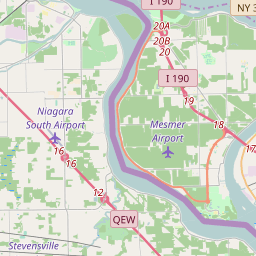 I 190
NY 3
20A
20B
20
I 190
19
Niagara
South Airport
Mesmer
Airport
18
17
16
16
12
QEW
Stevensville